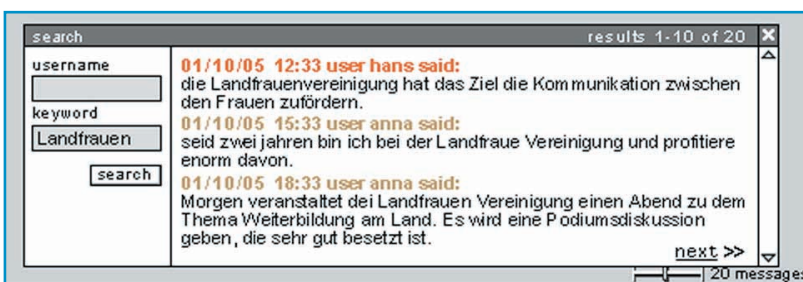 search results 1-10 of 20
username
keyword
Landfrauen
search
01/10/05 12:33 user hans said:
die Landfrauenvereinigung hat das Ziel die Kommunikation zwischen
den Frauen zufördern.
01/10/05 15:33 user anna said:
seid zwei jahren bin ich bei der Landfraue Vereinigung und profitiere
enorm davon.
01/10/05 18:33 user anna said:
Morgen veranstaltet dei Landfrauen Vereinigung einen Abend zu dem
Thema Weiterbildung am Land. Es wird eine Podiumsdiskussion
geben, die sehr gut besetzt ist.
next >>
20 messages